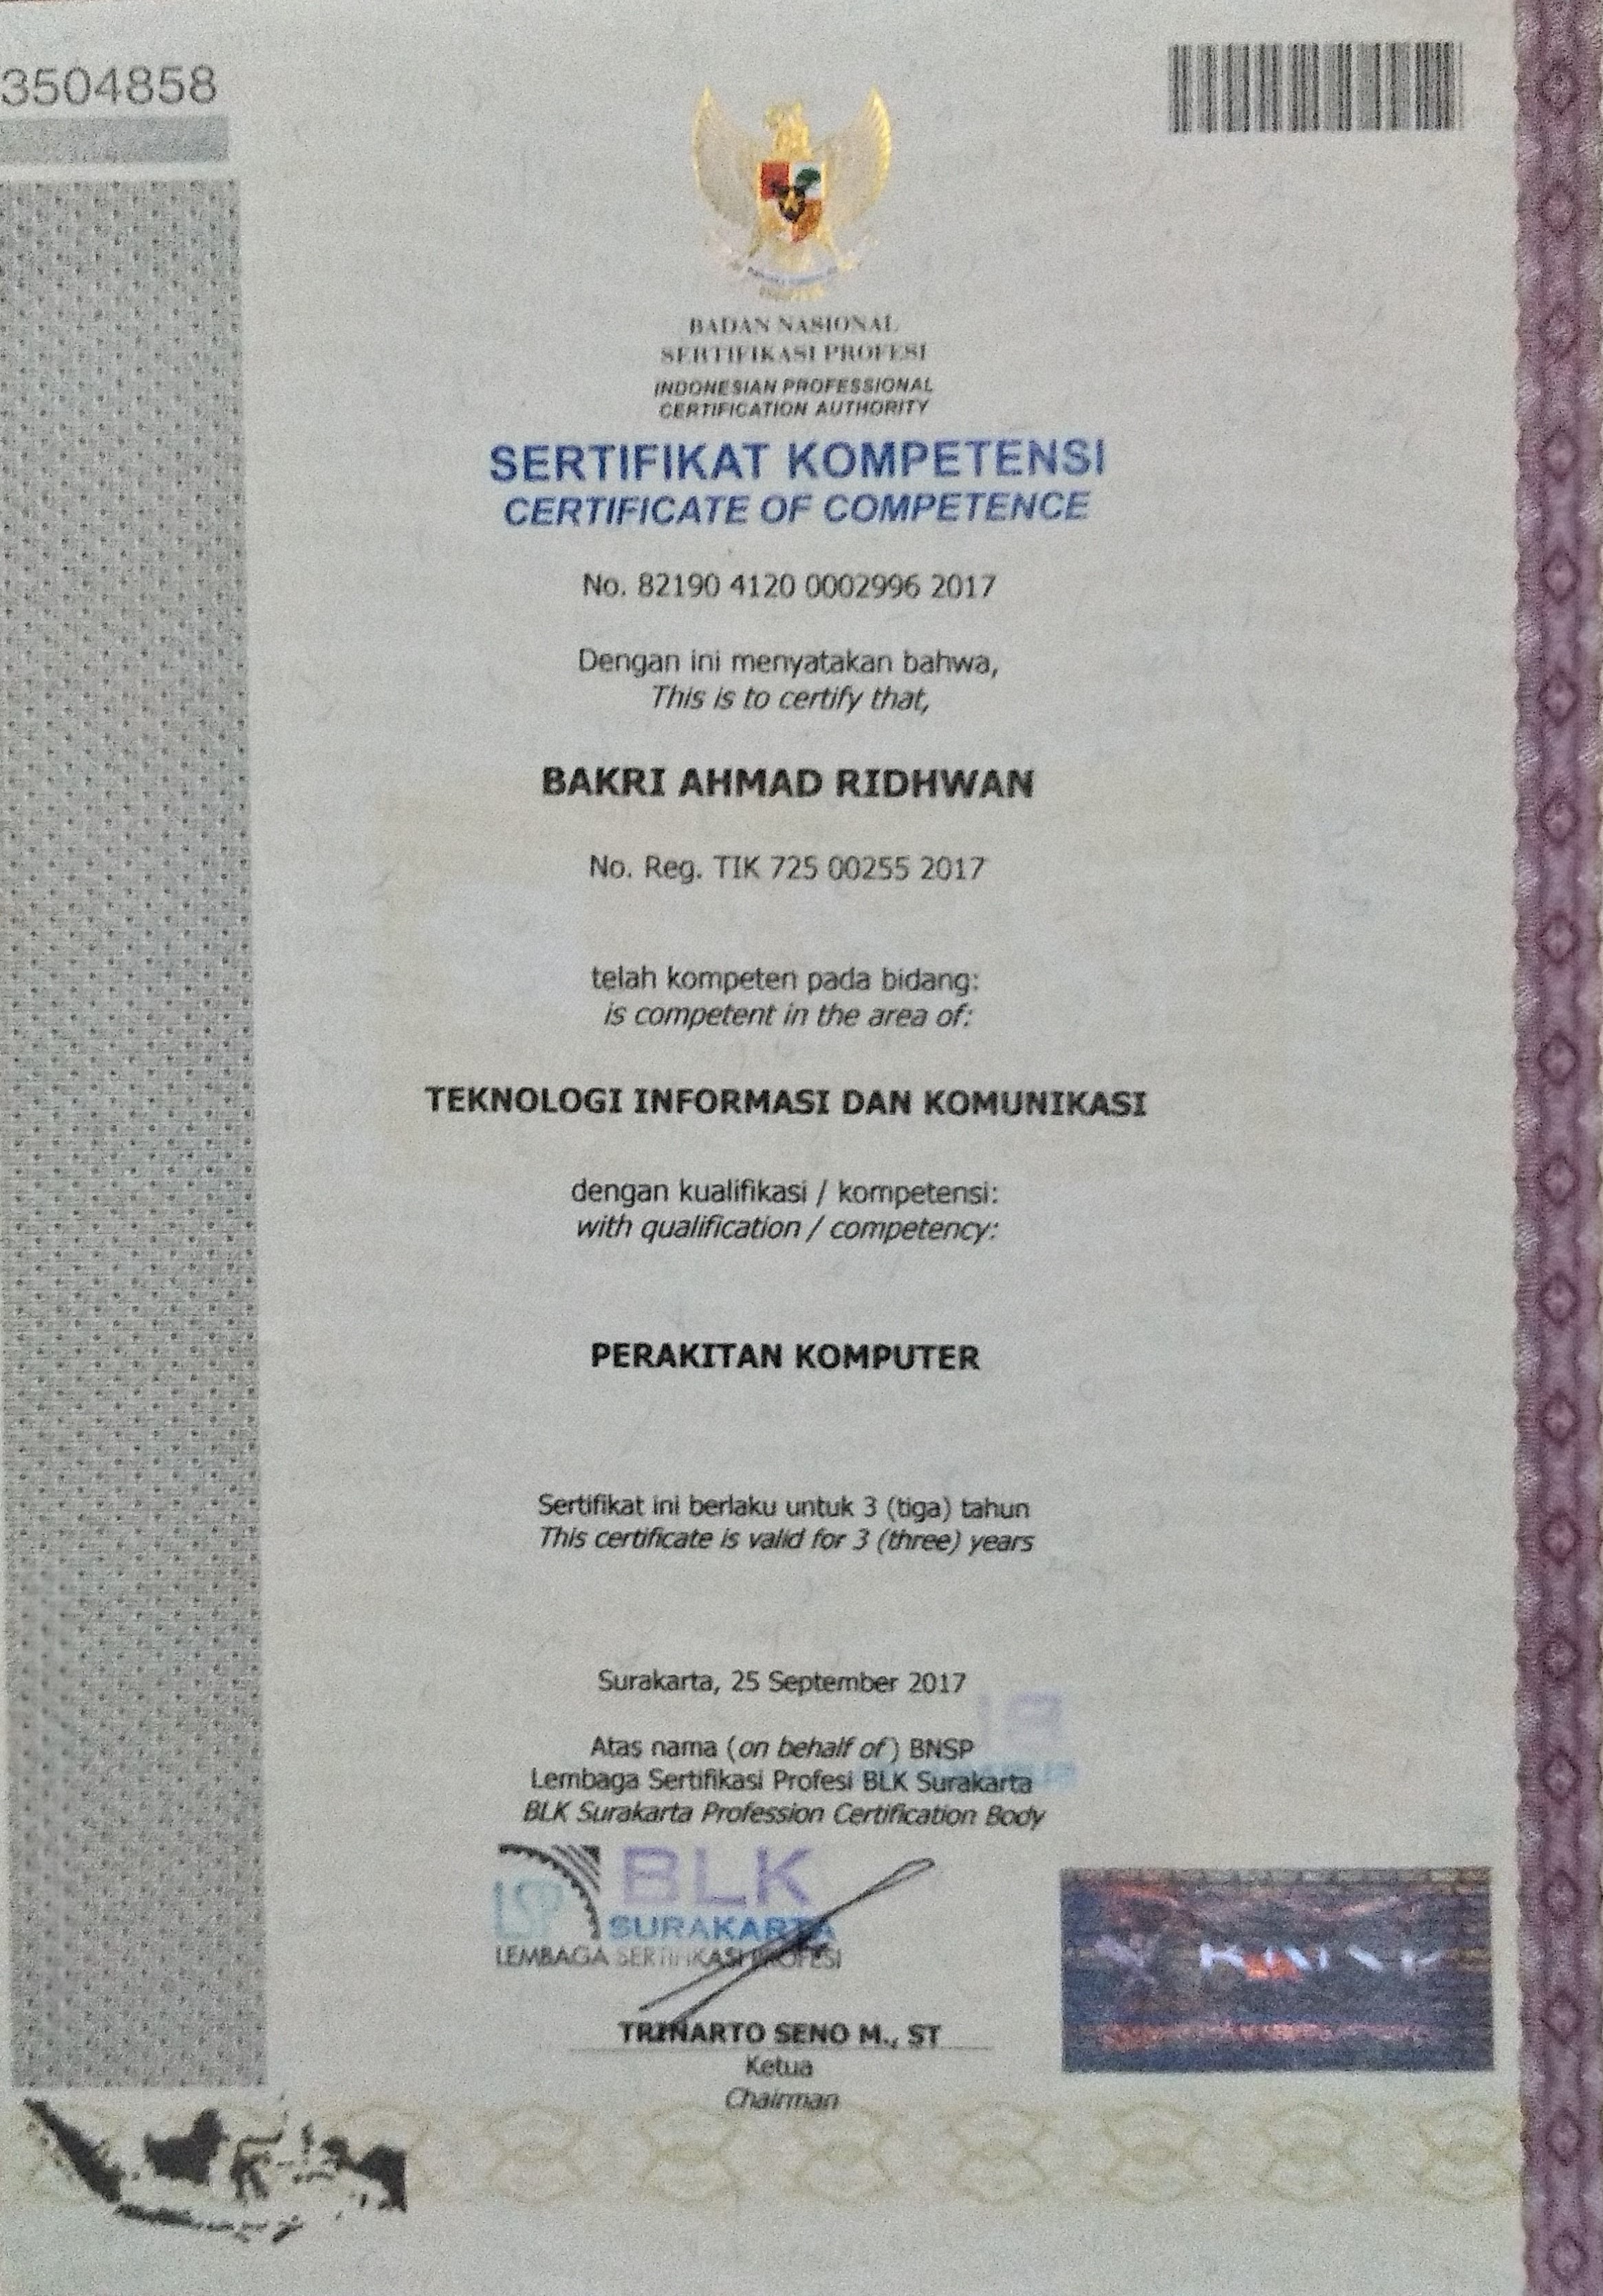 3504858
BADAN NASIONAL
SERTIFIKASI PROFESI
INDONESIAN PROFESSIONAL
CERTIFICATION AUTHORITY
SERTIFIKAT KOMPETENSI
CERTIFICATE OF COMPETENCE
No. 82190 4120 0002996 2017
Dengan ini menyatakan bahwa,
This is to certify that,
BAKRI AHMAD RIDHWAN
No. Reg. TIK 725 00255 2017
telah kompeten pada bidang:
is competent in the area of:
TEKNOLOGI INFORMASI DAN KOMUNIKASI
dengan kualifikasi / kompetensi:
with qualification / competency:
PERAKITAN KOMPUTER
Sertifikat ini berlaku untuk 3 (tiga) tahun
This certificate is valid for 3 (three) years
Surakarta, 25 September 2017
Atas nama (on behalf of) BNSP
Lembaga Sertifikasi Profesi BLK Surakarta
BLK Surakarta Profession Certification Body
LSP BLK
SURAKARTA
LEMBAGA SERTIFIKASI PROFESI
TRINARTO SENO M., ST
Ketua
Chairman